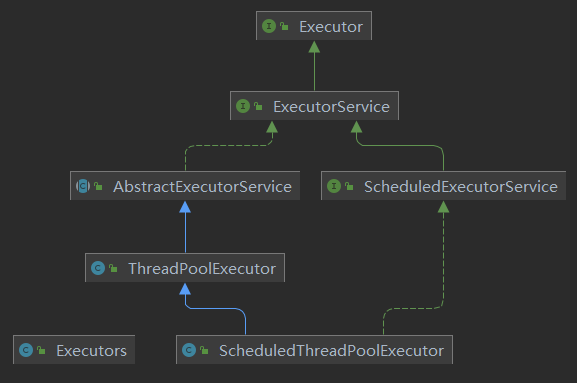 Executor
ExecutorService
AbstractExecutorService
ScheduledExecutorService
ThreadPoolExecutor
Executors
ScheduledThreadPoolExecutor